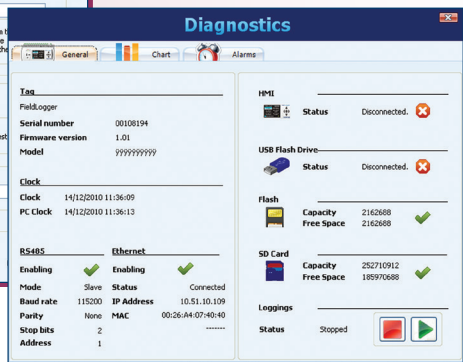 Diagnostics
General Chart Alarms
Tag
FieldLogger
Serial number 00108194
Firmware version 1.01
Model 9999999999
Clock
Clock 14/12/2010 11:36:09
PC Clock 14/12/2010 11:36:13
RS485
Enabling
Mode Slave
Baud rate 115200
Parity None
Stop bits 2
Address 1
Ethernet
Enabling
Status Connected
IP Address 10.51.10.109
MAC 00:26:A4:07:40:40
-------
HMI
Status Disconnected.
USB Flash Drive
Status Disconnected.
Flash
Capacity 2162688
Free Space 2162688
SD Card
Capacity 252710912
Free Space 185970688
Loggings
Status Stopped